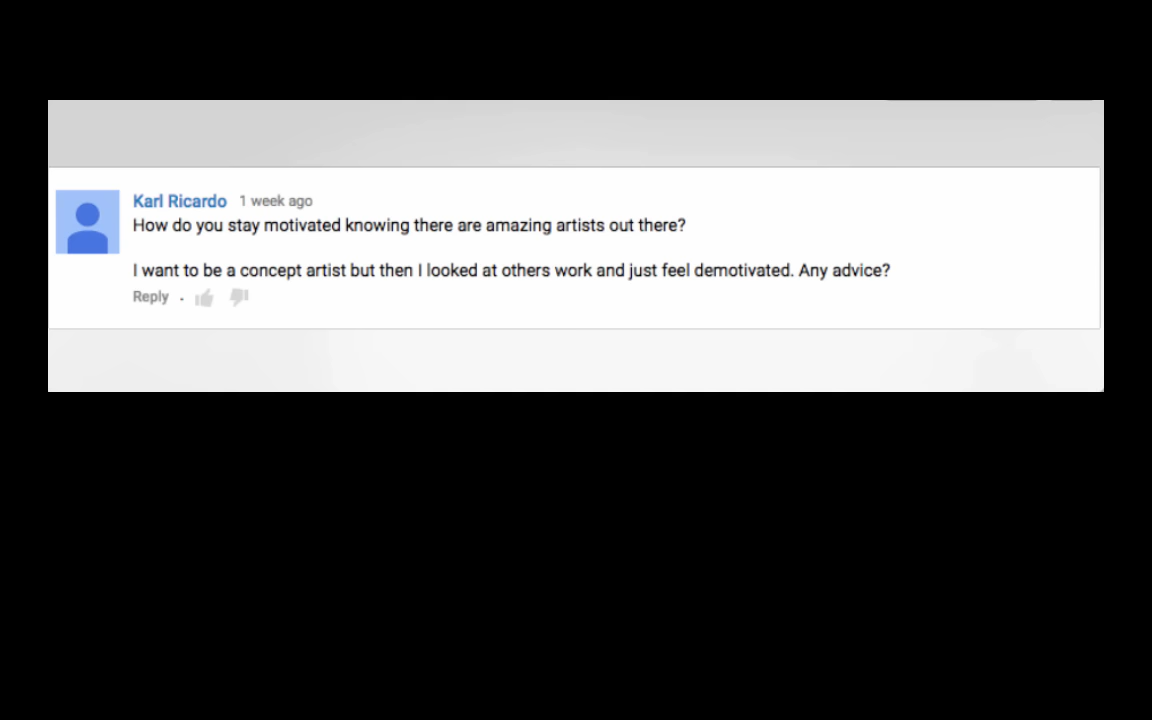 Karl Ricardo 1 week ago
How do you stay motivated knowing there are amazing artists out there?
I want to be a concept artist but then I looked at others work and just feel demotivated. Any advice?
Reply .